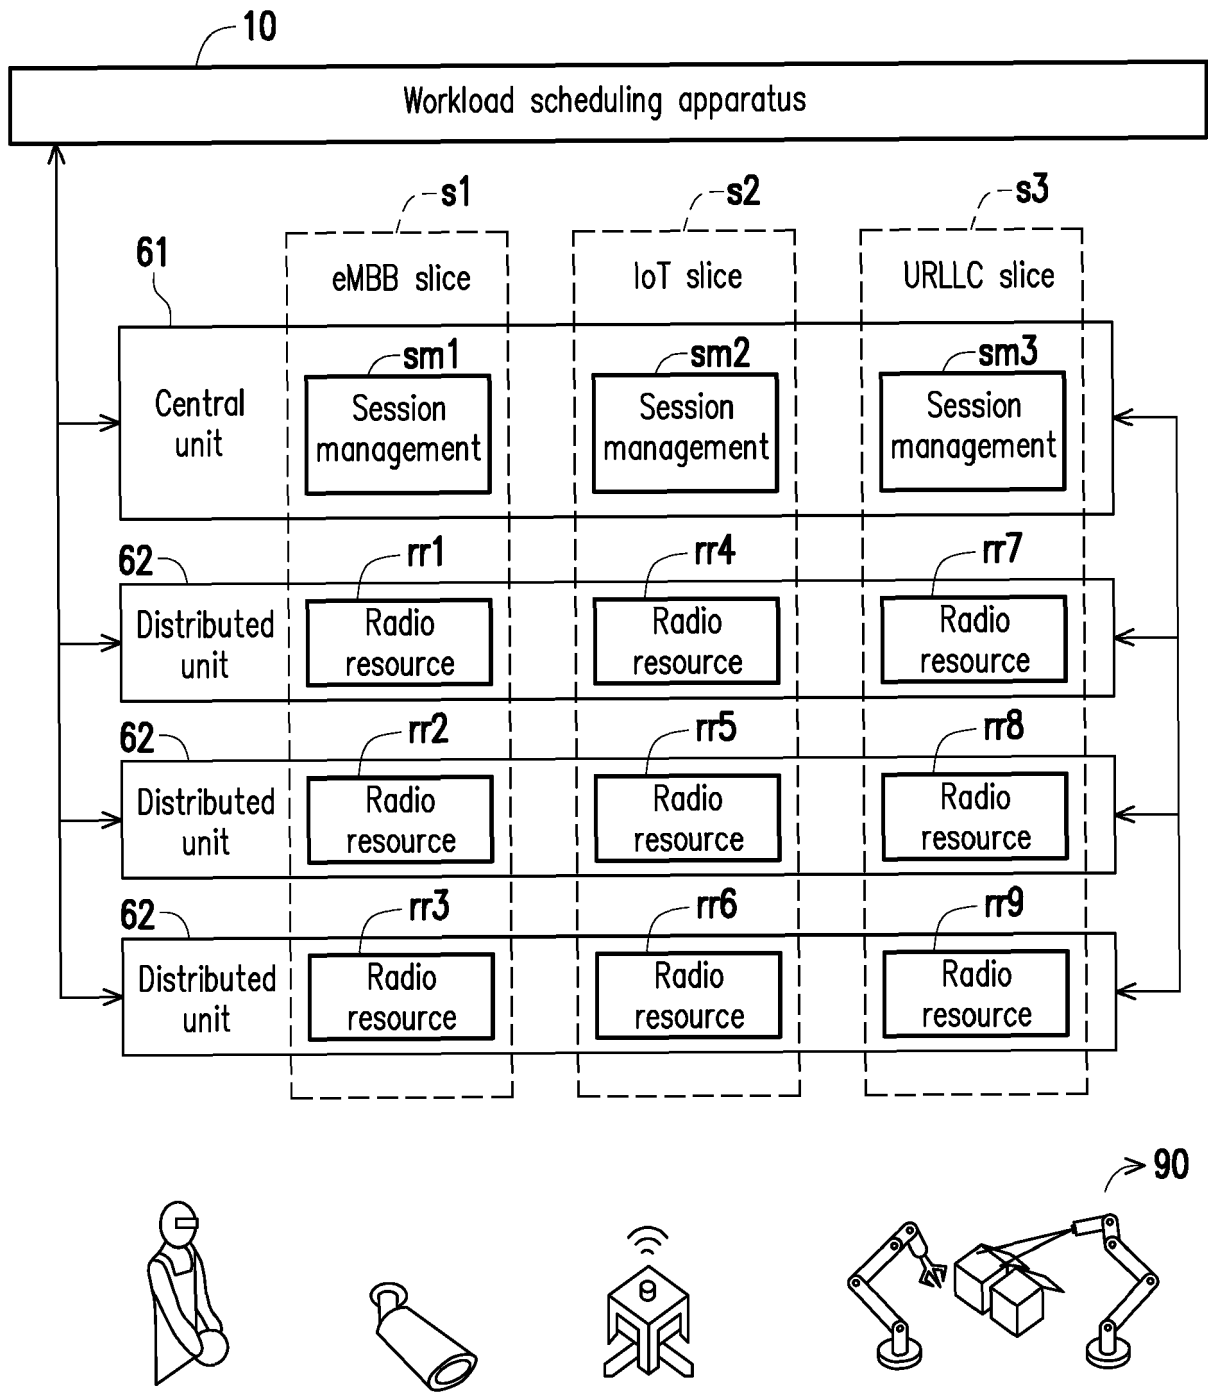 10
Workload scheduling apparatus
s1
s2
s3
61
eMBB slice
IoT slice
URLLC slice
sm1
sm2
sm3
Central
unit
Session
management
Session
management
Session
management
62
rr1
rr4
rr7
Distributed
unit
Radio
resource
Radio
resource
Radio
resource
62
rr2
rr5
rr8
Distributed
unit
Radio
resource
Radio
resource
Radio
resource
62
rr3
rr6
rr9
Distributed
unit
Radio
resource
Radio
resource
Radio
resource
90